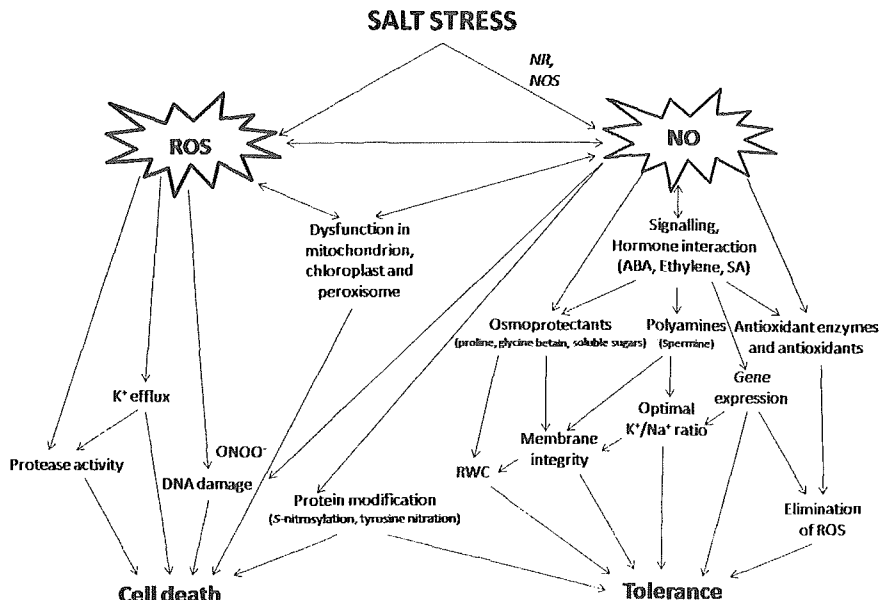 SALT STRESS
NR,
NOS
ROS
NO
Dysfunction in
mitochondrion,
chloroplast and
peroxisome
Signalling,
Hormone interaction
(ABA, Ethylene, SA)
Osmoprotectants
(proline, glycine betain, soluble sugars)
Polyamines
(Spermine)
Antioxidant enzymes
and antioxidants
K⁺ efflux
Gene
expression
Optimal
K⁺/Na⁺ ratio
Protease activity
ONOO⁻
DNA damage
Membrane
integrity
RWC
Protein modification
(S-nitrosylation, tyrosine nitration)
Elimination
of ROS
Cell death
Tolerance